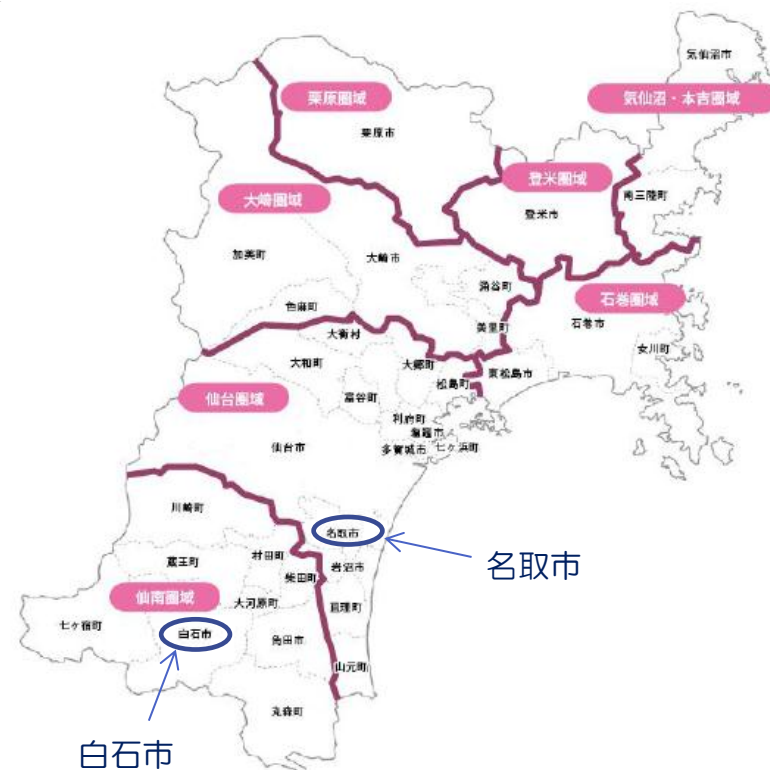 気仙沼市
栗原圏域
気仙沼・本吉圏域
栗原市
登米圏域
大崎圏域
南三陸町
登米市
加美町
大崎市
涌谷町
石巻圏域
色麻町
美里町
石巻市
大衡村
女川町
大和町
大郷町
東松島市
松島町
仙台圏域
富谷町
利府町
塩竈市
仙台市
多賀城市
七ヶ浜町
川崎町
名取市
村田町
蔵王町
岩沼市
名取市
柴田町
仙南圏域
大河原町
亘理町
七ヶ宿町
白石市
角田市
山元町
丸森町
白石市